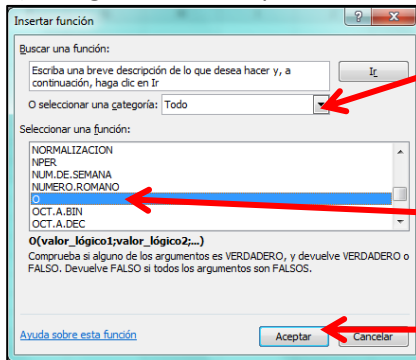 Insertar función
Buscar una función:
Escriba una breve descripción de lo que desea hacer y, a
continuación, haga clic en Ir
Ir
O seleccionar una categoría: Todo
Seleccionar una función:
NORMALIZACION
NPER
NUM.DE.SEMANA
NUMERO.ROMANO
O
OCT.A.BIN
OCT.A.DEC
O(valor_lógico1;valor_lógico2;...)
Comprueba si alguno de los argumentos es VERDADERO, y devuelve VERDADERO o
FALSO. Devuelve FALSO si todos los argumentos son FALSOS.
Ayuda sobre esta función
Aceptar
Cancelar